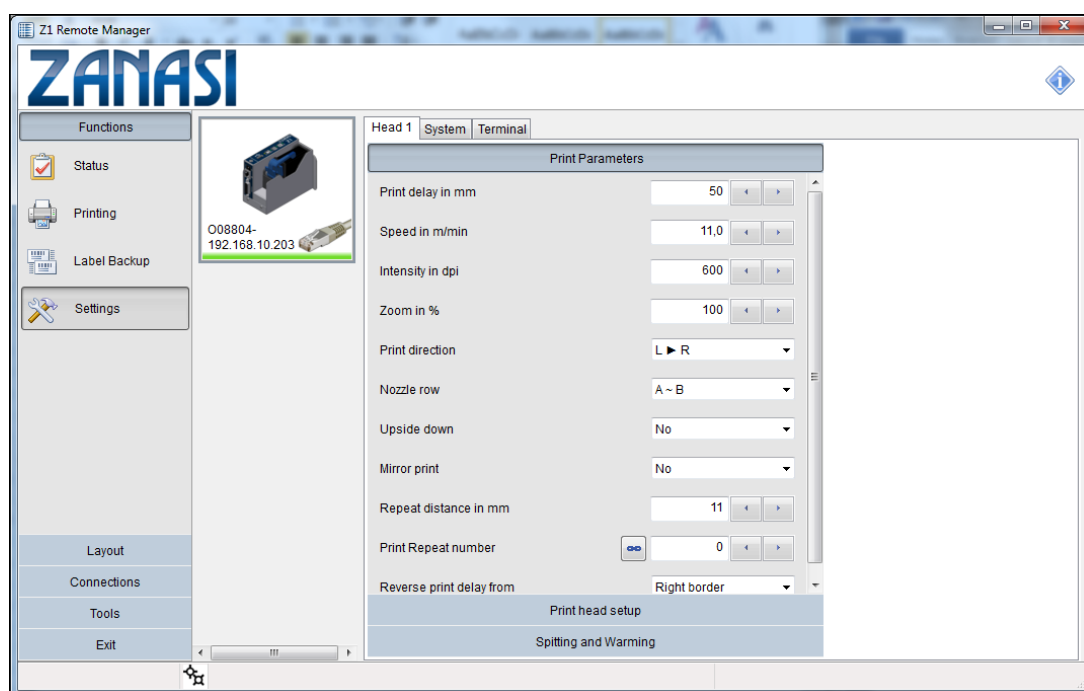 Z1 Remote Manager
ZANASI
Functions
Status
Printing
Label Backup
Settings
Layout
Connections
Tools
Exit
O08804-
192.168.10.203
Head 1 System Terminal
Print Parameters
Print delay in mm 50
Speed in m/min 11,0
Intensity in dpi 600
Zoom in % 100
Print direction L ► R
Nozzle row A ~ B
Upside down No
Mirror print No
Repeat distance in mm 11
Print Repeat number 0
Reverse print delay from Right border
Print head setup
Spitting and Warming